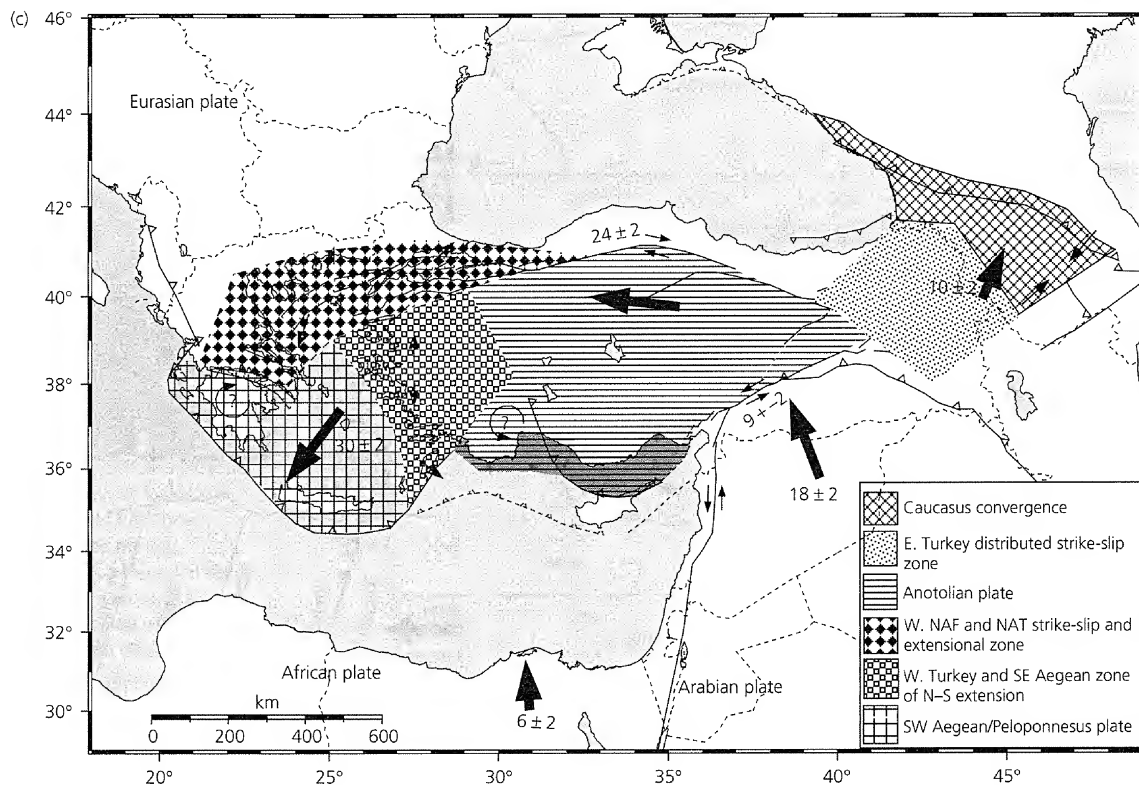 (c)
46°
44°
42°
40°
38°
36°
34°
32°
30°
20°
25°
30°
35°
40°
45°
Eurasian plate
24 ± 2
10 ± 2
?
30 ± 2
?
9 + 2
18 ± 2
African plate
Arabian plate
6 ± 2
km
0 200 400 600
Caucasus convergence
E. Turkey distributed strike-slip
zone
Anotolian plate
W. NAF and NAT strike-slip and
extensional zone
W. Turkey and SE Aegean zone
of N–S extension
SW Aegean/Peloponnesus plate